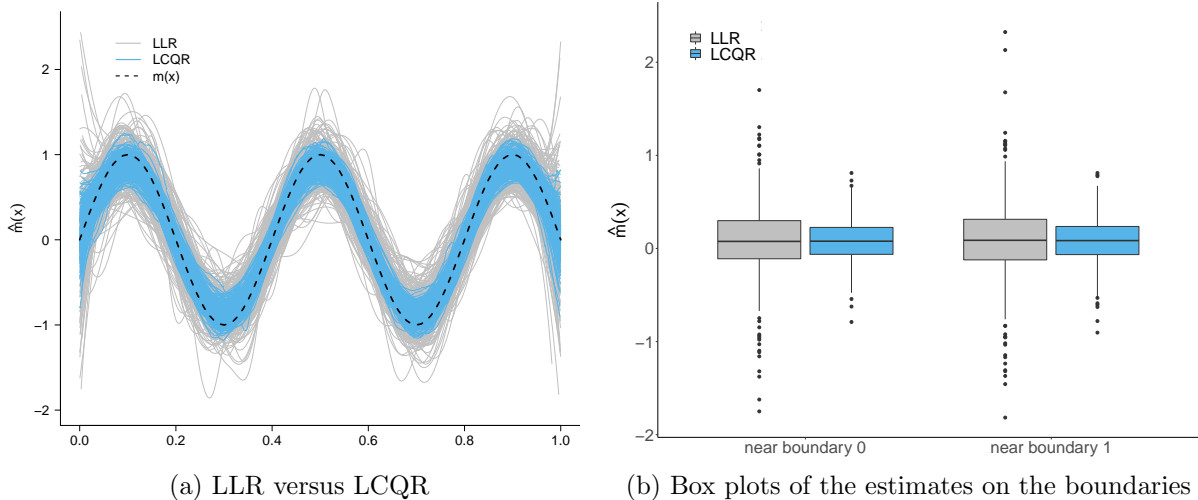 LLR
LCQR
m(x)
m̂(x)
2
1
0
−1
−2
0.0
0.2
0.4
0.6
0.8
1.0
(a) LLR versus LCQR
LLR
LCQR
m̂(x)
2
1
0
−1
−2
near boundary 0
near boundary 1
(b) Box plots of the estimates on the boundaries